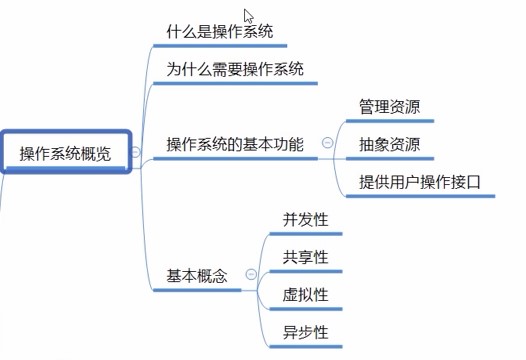 操作系统概览
什么是操作系统
为什么需要操作系统
操作系统的基本功能
管理资源
抽象资源
提供用户操作接口
基本概念
并发性
共享性
虚拟性
异步性